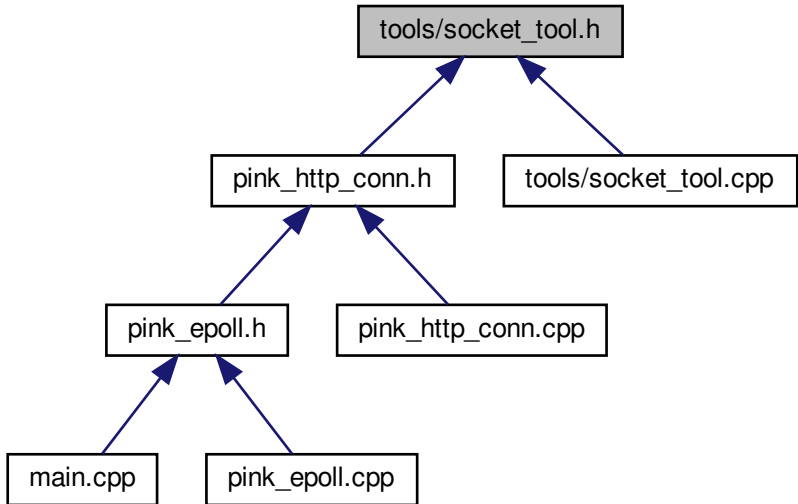 tools/socket_tool.h
pink_http_conn.h
tools/socket_tool.cpp
pink_epoll.h
pink_http_conn.cpp
main.cpp
pink_epoll.cpp